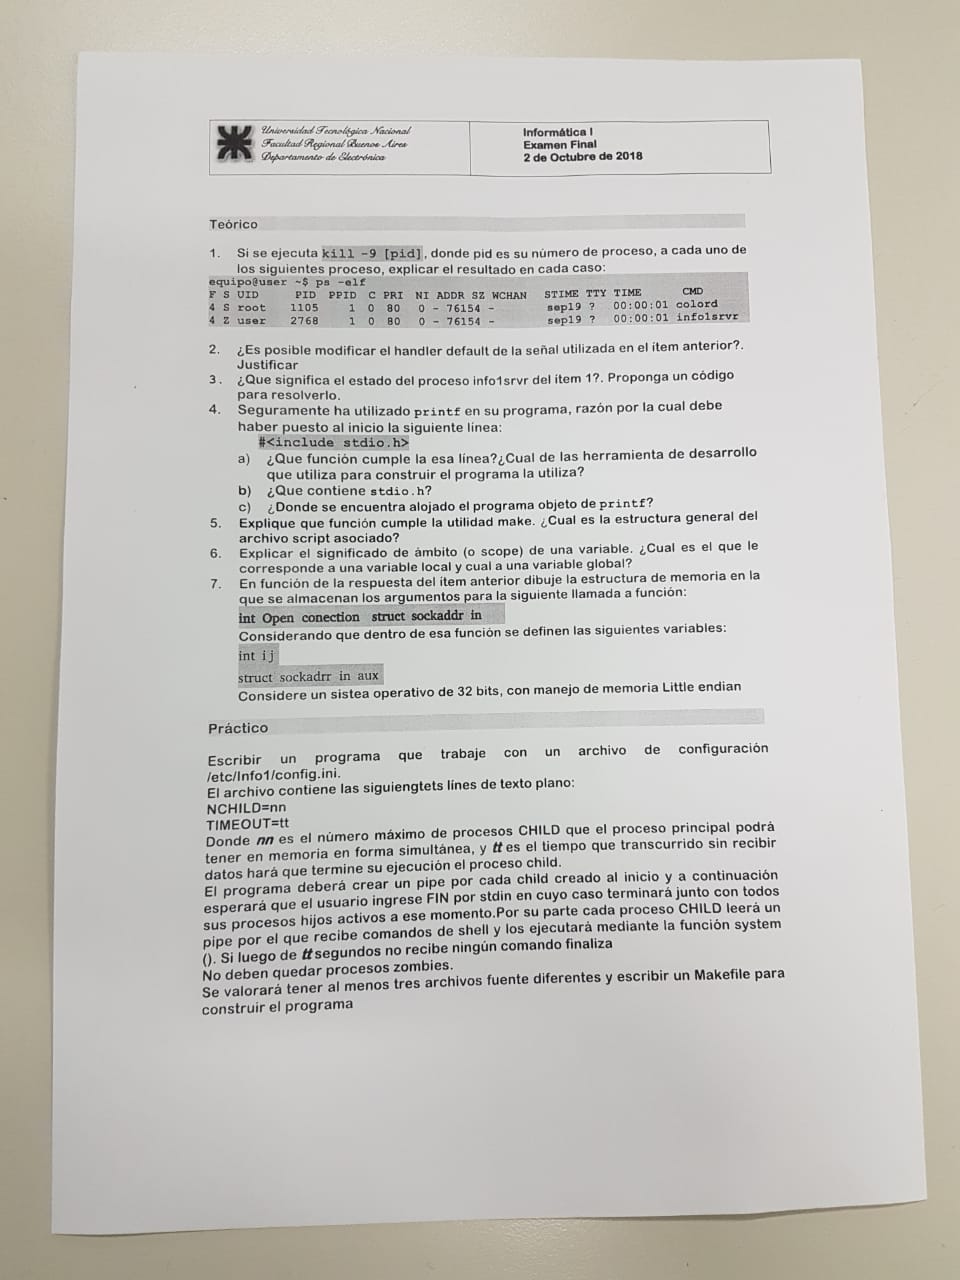 Universidad Tecnológica Nacional
Facultad Regional Buenos Aires
Departamento de Electrónica
Informática I
Examen Final
2 de Octubre de 2018
Teórico
1. Si se ejecuta kill -9 [pid], donde pid es su número de proceso, a cada uno de
los siguientes proceso, explicar el resultado en cada caso:
equipo@user ~$ ps -elf
F S UID PID PPID C PRI NI ADDR SZ WCHAN STIME TTY TIME CMD
4 S root 1105 1 0 80 0 - 76154 - sep19 ? 00:00:01 colord
4 Z user 2768 1 0 80 0 - 76154 - sep19 ? 00:00:01 info1srvr
2. ¿Es posible modificar el handler default de la señal utilizada en el ítem anterior?.
Justificar
3. ¿Que significa el estado del proceso info1srvr del ítem 1?. Proponga un código
para resolverlo.
4. Seguramente ha utilizado printf en su programa, razón por la cual debe
haber puesto al inicio la siguiente línea:
#<include stdio.h>
a) ¿Que función cumple la esa línea?¿Cual de las herramienta de desarrollo
que utiliza para construir el programa la utiliza?
b) ¿Que contiene stdio.h?
c) ¿Donde se encuentra alojado el programa objeto de printf?
5. Explique que función cumple la utilidad make. ¿Cual es la estructura general del
archivo script asociado?
6. Explicar el significado de ámbito (o scope) de una variable. ¿Cual es el que le
corresponde a una variable local y cual a una variable global?
7. En función de la respuesta del ítem anterior dibuje la estructura de memoria en la
que se almacenan los argumentos para la siguiente llamada a función:
int Open conection struct sockaddr in
Considerando que dentro de esa función se definen las siguientes variables:
int i j
struct sockadrr in aux
Considere un sistea operativo de 32 bits, con manejo de memoria Little endian
Práctico
Escribir un programa que trabaje con un archivo de configuración
/etc/Info1/config.ini.
El archivo contiene las siguiengtets línes de texto plano:
NCHILD=nn
TIMEOUT=tt
Donde nn es el número máximo de procesos CHILD que el proceso principal podrá
tener en memoria en forma simultánea, y tt es el tiempo que transcurrido sin recibir
datos hará que termine su ejecución el proceso child.
El programa deberá crear un pipe por cada child creado al inicio y a continuación
esperará que el usuario ingrese FIN por stdin en cuyo caso terminará junto con todos
sus procesos hijos activos a ese momento.Por su parte cada proceso CHILD leerá un
pipe por el que recibe comandos de shell y los ejecutará mediante la función system
(). Si luego de tt segundos no recibe ningún comando finaliza
No deben quedar procesos zombies.
Se valorará tener al menos tres archivos fuente diferentes y escribir un Makefile para
construir el programa